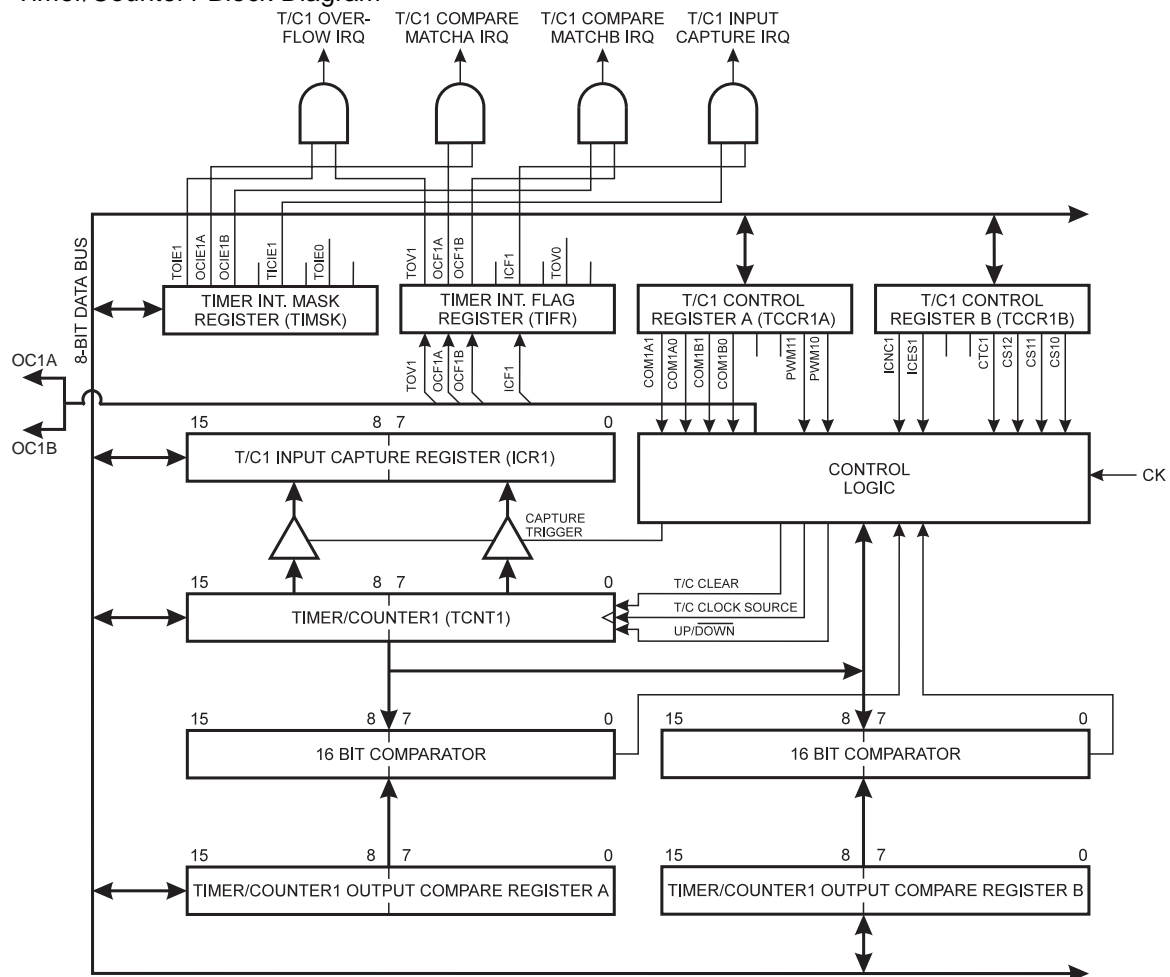 Timer/Counter1 Block Diagram
T/C1 OVER-
FLOW IRQ
T/C1 COMPARE
MATCHA IRQ
T/C1 COMPARE
MATCHB IRQ
T/C1 INPUT
CAPTURE IRQ
8-BIT DATA BUS
TOIE1
OCIE1A
OCIE1B
TICIE1
TOIE0
TOV1
OCF1A
OCF1B
ICF1
TOV0
TIMER INT. MASK
REGISTER (TIMSK)
TIMER INT. FLAG
REGISTER (TIFR)
T/C1 CONTROL
REGISTER A (TCCR1A)
T/C1 CONTROL
REGISTER B (TCCR1B)
TOV1
OCF1A
OCF1B
ICF1
COM1A1
COM1A0
COM1B1
COM1B0
PWM11
PWM10
ICNC1
ICES1
CTC1
CS12
CS11
CS10
OC1A
OC1B
15 8 7 0
T/C1 INPUT CAPTURE REGISTER (ICR1)
CONTROL
LOGIC
CK
CAPTURE
TRIGGER
15 8 7 0
TIMER/COUNTER1 (TCNT1)
T/C CLEAR
T/C CLOCK SOURCE
UP/DOWN
15 8 7 0
16 BIT COMPARATOR
15 8 7 0
16 BIT COMPARATOR
15 8 7 0
TIMER/COUNTER1 OUTPUT COMPARE REGISTER A
15 8 7 0
TIMER/COUNTER1 OUTPUT COMPARE REGISTER B